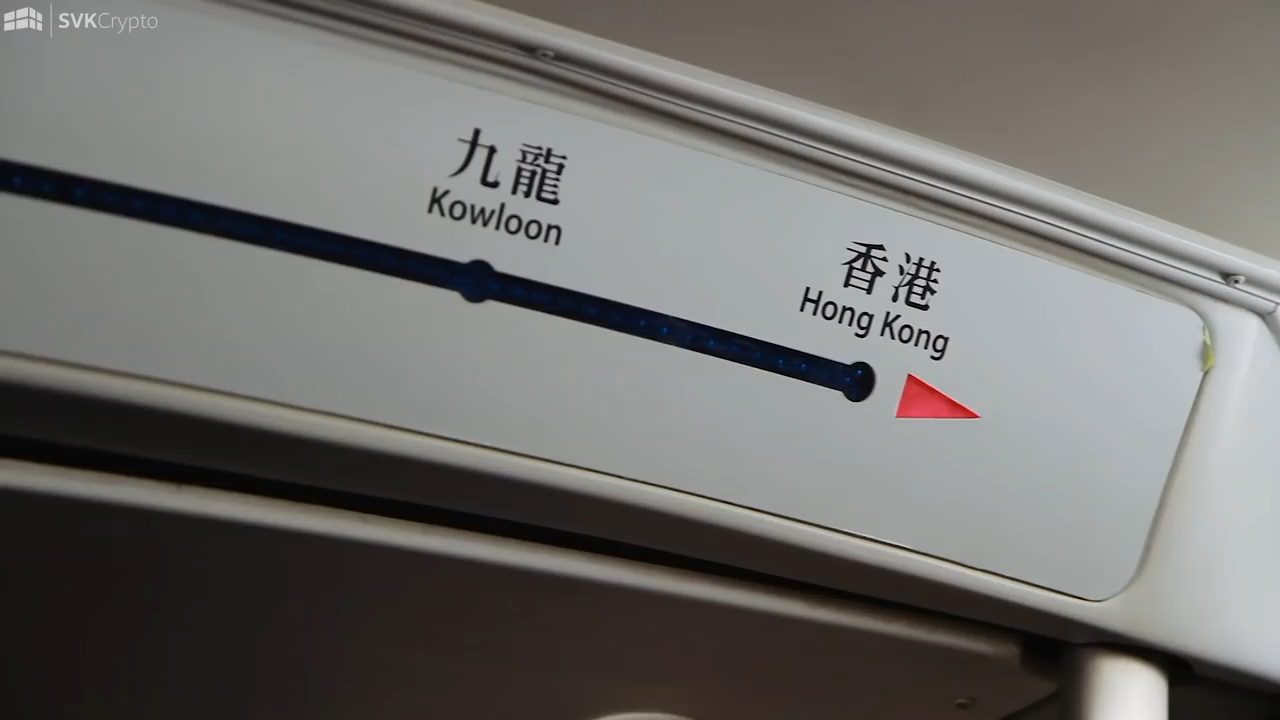 SVKCrypto
九龍
Kowloon
香港
Hong Kong